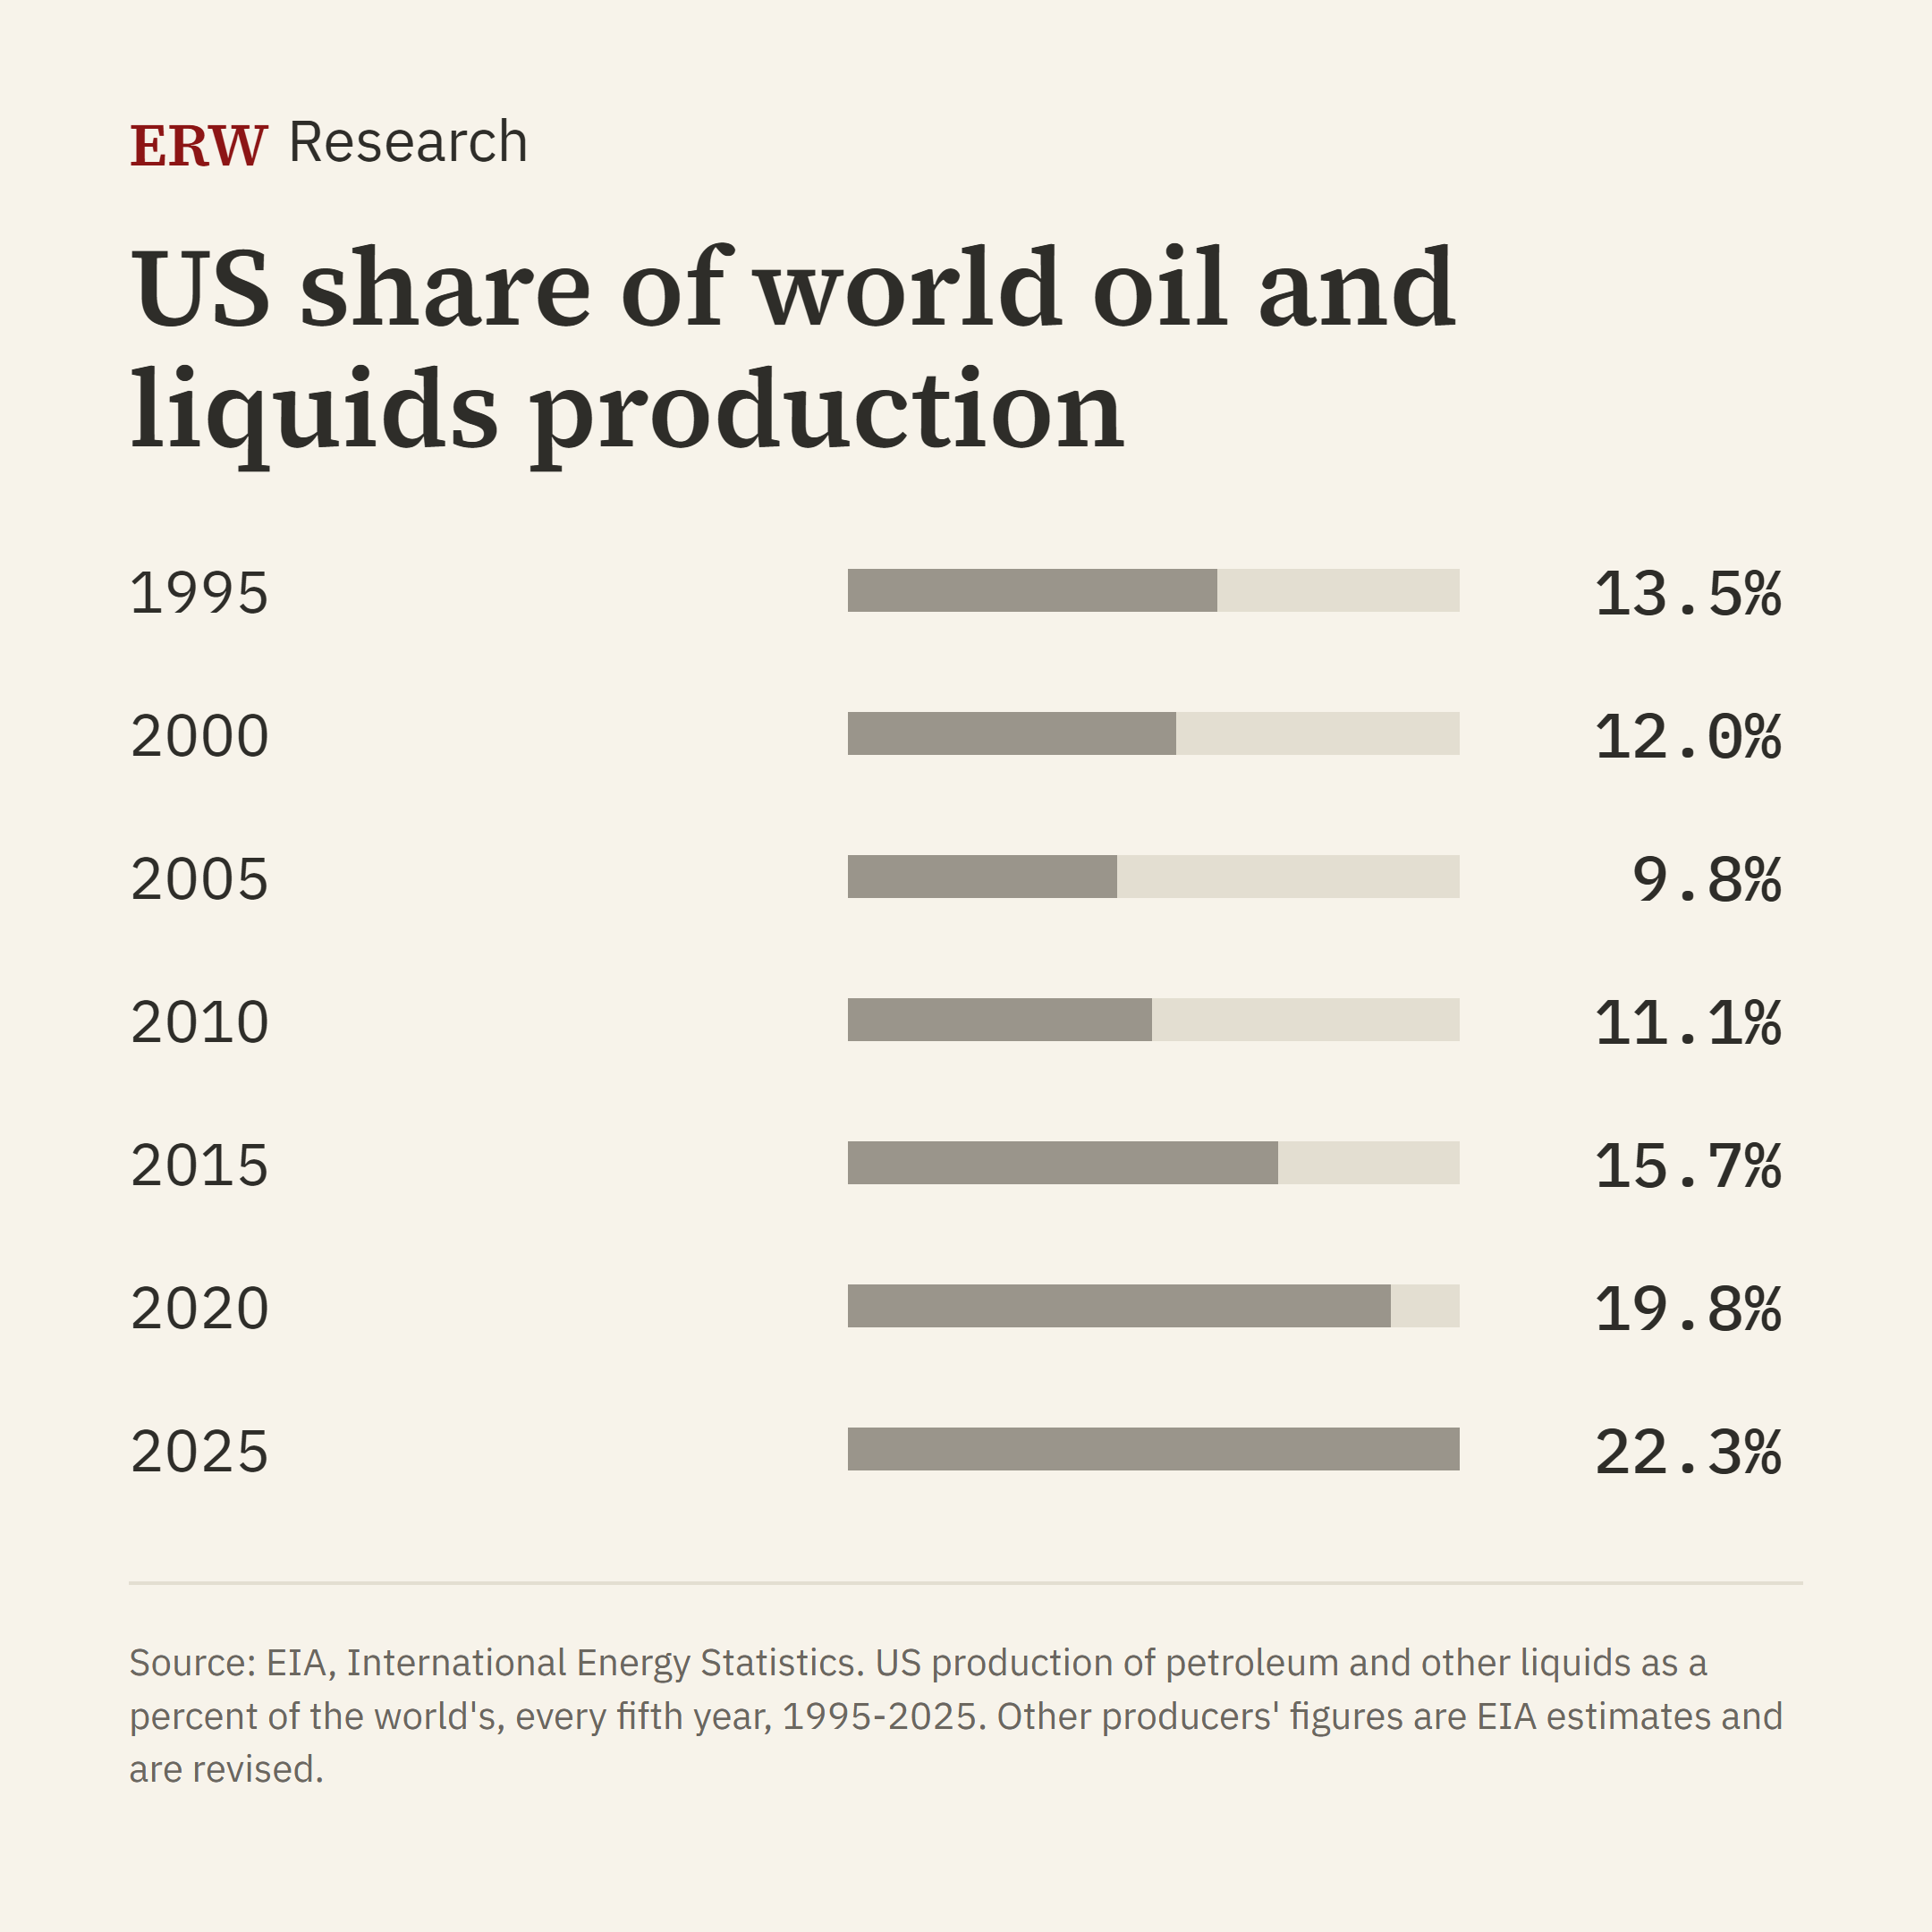 ERW Research
US share of world oil and
liquids production
1995 13.5%
2000 12.0%
2005 9.8%
2010 11.1%
2015 15.7%
2020 19.8%
2025 22.3%
Source: EIA, International Energy Statistics. US production of petroleum and other liquids as a
percent of the world's, every fifth year, 1995-2025. Other producers' figures are EIA estimates and
are revised.